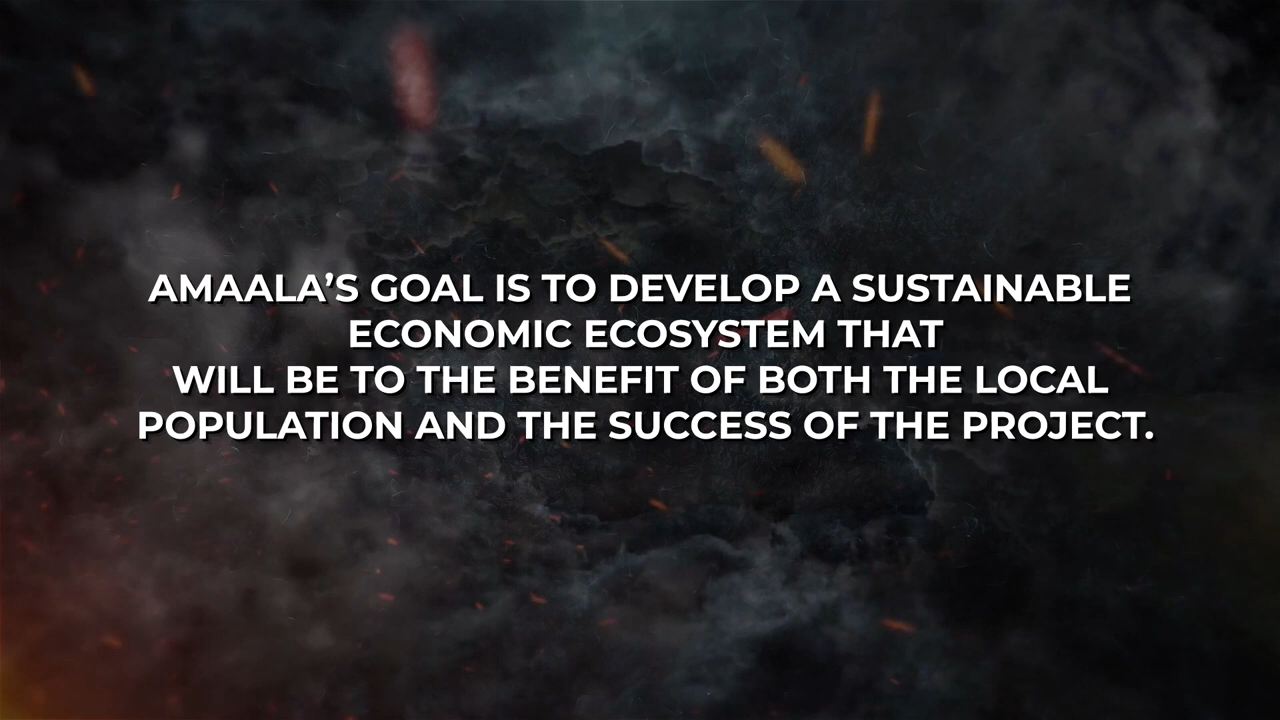 AMAALA’S GOAL IS TO DEVELOP A SUSTAINABLE
ECONOMIC ECOSYSTEM THAT
WILL BE TO THE BENEFIT OF BOTH THE LOCAL
POPULATION AND THE SUCCESS OF THE PROJECT.